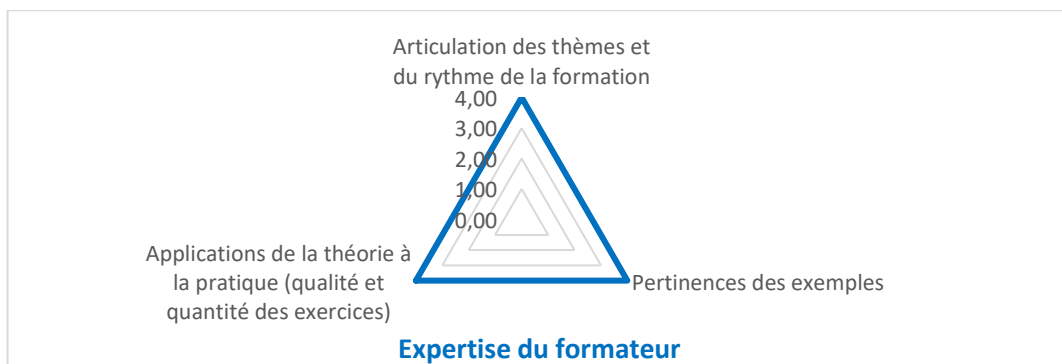 Articulation des thèmes et
du rythme de la formation
4,00
3,00
2,00
1,00
0,00
Applications de la théorie à
la pratique (qualité et
quantité des exercices)
Pertinences des exemples
Expertise du formateur